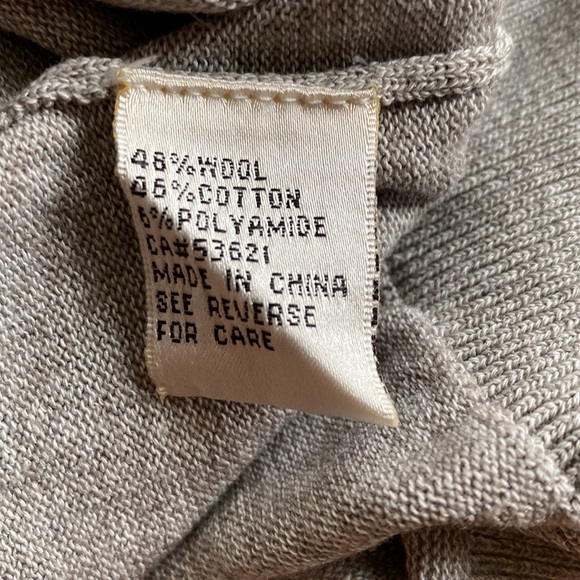 48%WOOL
46%COTTON
6%POLYAMIDE
CA#53621
MADE IN CHINA
SEE REVERSE
FOR CARE